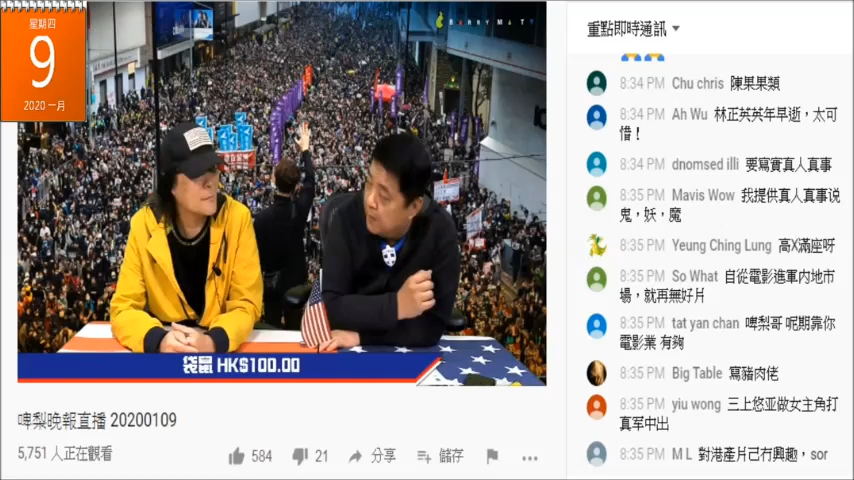 星期四
9
2020 一月
BARRY MA TV
袋鼠 HK$100.00
啤梨晚報直播 20200109
5,751 人正在觀看
584
21
分享
儲存
重點即時通訊
8:34 PM Chu chris 陳果果類
8:34 PM Ah Wu 林正英英年早逝，太可
惜！
8:34 PM dnomsed illi 要寫實真人真事
8:35 PM Mavis Wow 我提供真人真事说
鬼，妖，魔
8:35 PM Yeung Ching Lung 高X滿座呀
8:35 PM So What 自從電影進軍内地市
場，就再無好片
8:35 PM tat yan chan 啤梨哥 呢期靠你
電影業 有夠
8:35 PM Big Table 寫豬肉佬
8:35 PM yiu wong 三上悠亚做女主角打
真军中出
8:35 PM M L 對港產片己冇興趣，sor